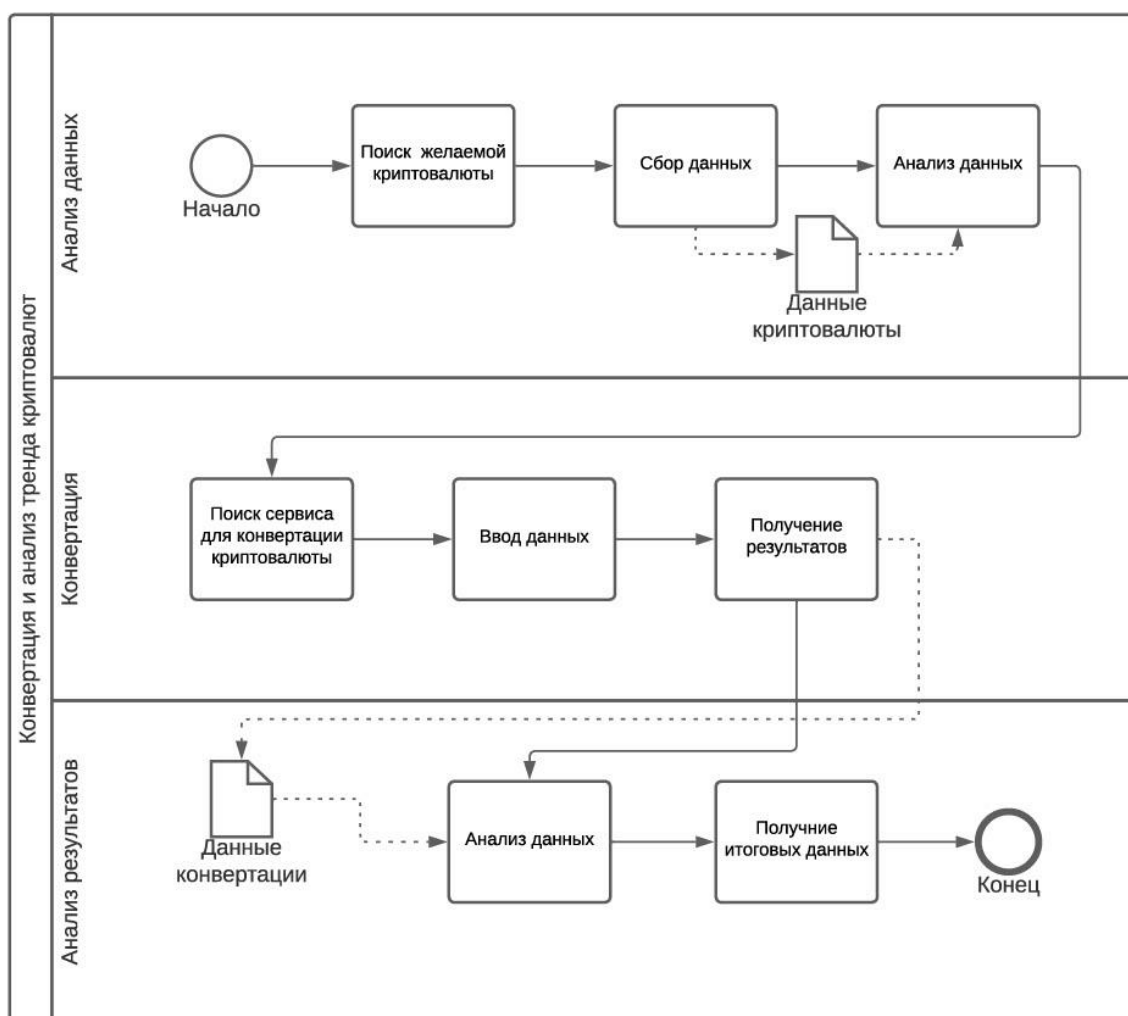 Конвертация и анализ тренда криптовалют
Анализ данных
Начало
Поиск желаемой
криптовалюты
Сбор данных
Анализ данных
Данные
криптовалюты
Конвертация
Поиск сервиса
для конвертации
криптовалюты
Ввод данных
Получение
результатов
Анализ результатов
Данные
конвертации
Анализ данных
Получние
итоговых данных
Конец